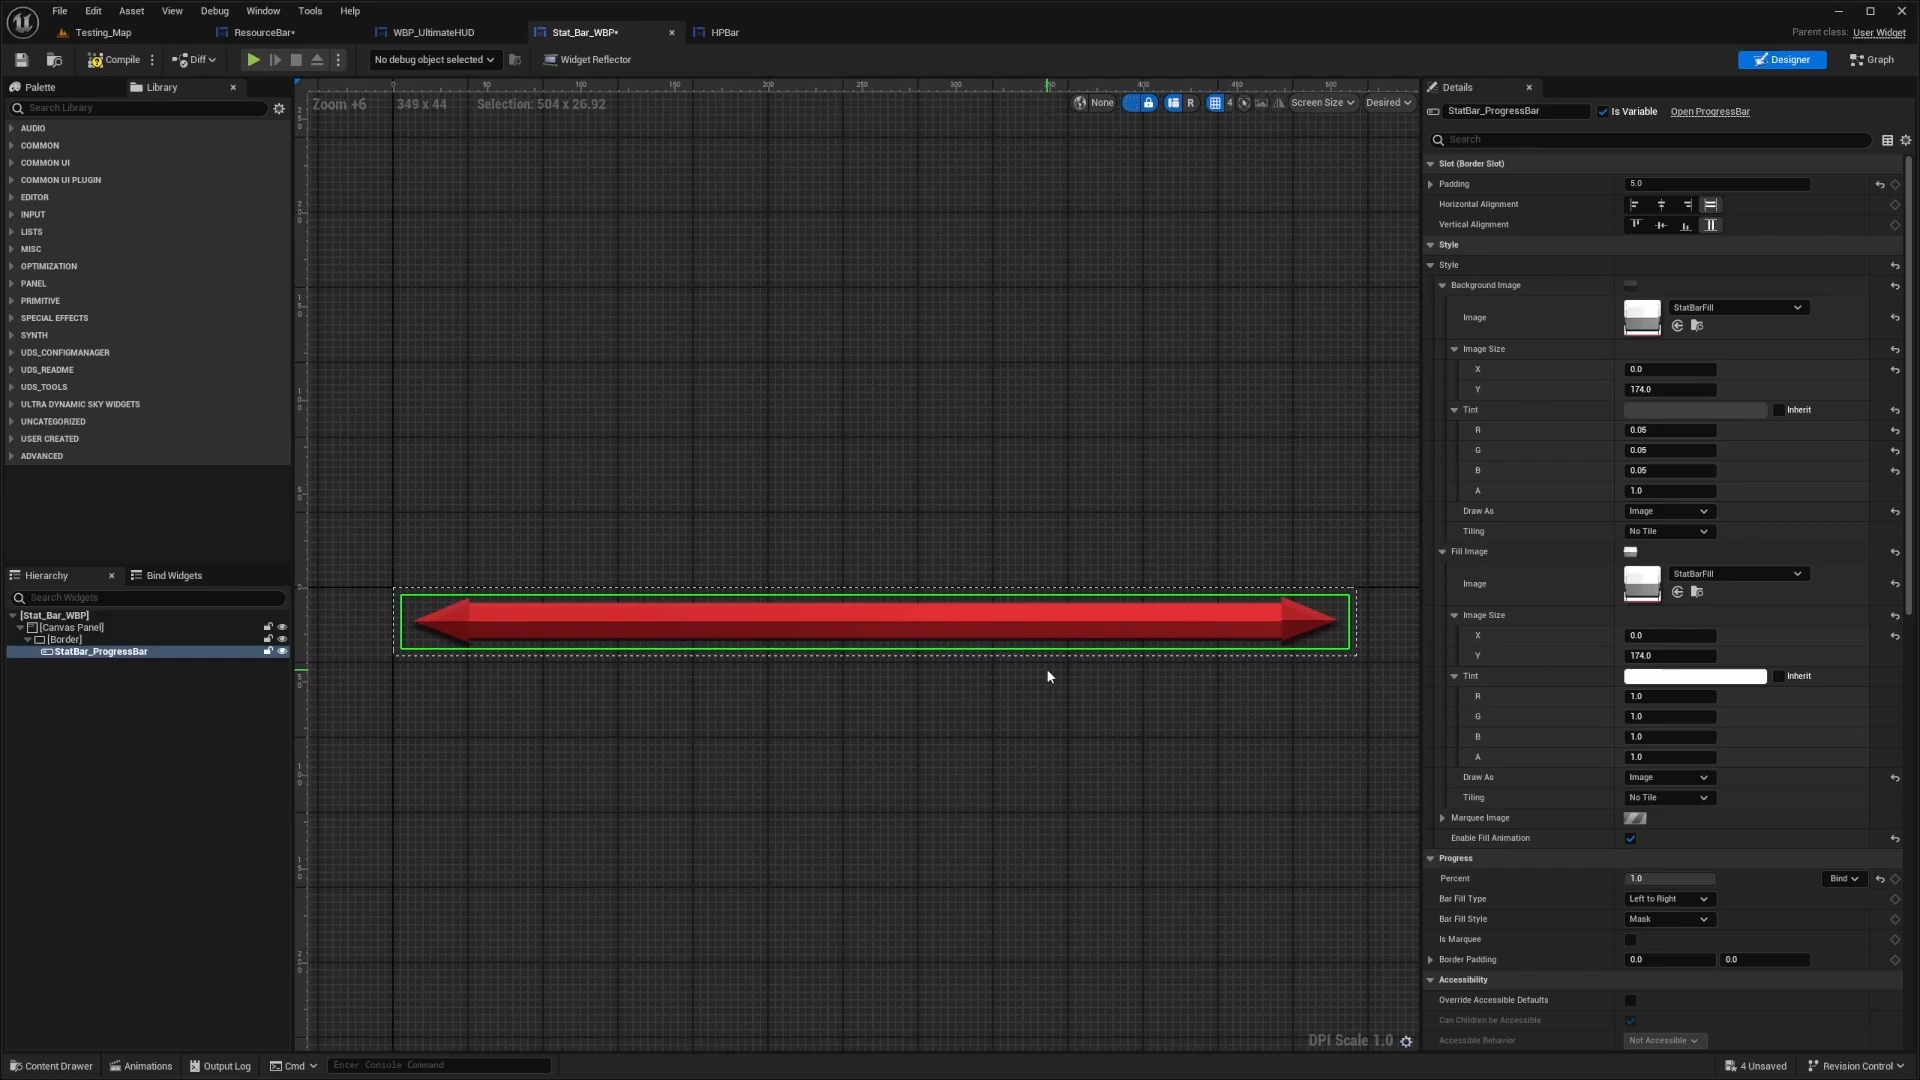 File Edit Asset View Debug Window Tools Help
Testing_Map ResourceBar* WBP_UltimateHUD Stat_Bar_WBP* HPBar
Parent class: User Widget
Compile Diff No debug object selected Widget Reflector Designer Graph
Palette Library
Search Library
AUDIO
COMMON
COMMON UI
COMMON UI PLUGIN
EDITOR
INPUT
LISTS
MISC
OPTIMIZATION
PANEL
PRIMITIVE
SPECIAL EFFECTS
SYNTH
UDS_CONFIGMANAGER
UDS_README
UDS_TOOLS
ULTRA DYNAMIC SKY WIDGETS
UNCATEGORIZED
USER CREATED
ADVANCED
Hierarchy Bind Widgets
Search Widgets
[Stat_Bar_WBP]
[Canvas Panel]
[Border]
StatBar_ProgressBar
0 50 100 150 200 250 300 400 450 500
Zoom +6 349 x 44 Selection: 504 x 26.92
None R 4 Screen Size Desired
DPI Scale 1.0
Details
StatBar_ProgressBar Is Variable Open ProgressBar
Search
Slot (Border Slot)
Padding 5.0
Horizontal Alignment
Vertical Alignment
Style
Style
Background Image
Image StatBarFill
Image Size
X 0.0
Y 174.0
Tint Inherit
R 0.05
G 0.05
B 0.05
A 1.0
Draw As Image
Tiling No Tile
Fill Image
Image StatBarFill
Image Size
X 0.0
Y 174.0
Tint Inherit
R 1.0
G 1.0
B 1.0
A 1.0
Draw As Image
Tiling No Tile
Marquee Image
Enable Fill Animation
Progress
Percent 1.0 Bind
Bar Fill Type Left to Right
Bar Fill Style Mask
Is Marquee
Border Padding 0.0 0.0
Accessibility
Override Accessible Defaults
Can Children be Accessible
Accessible Behavior Not Accessible
Content Drawer Animations Output Log Cmd Enter Console Command 4 Unsaved Revision Control